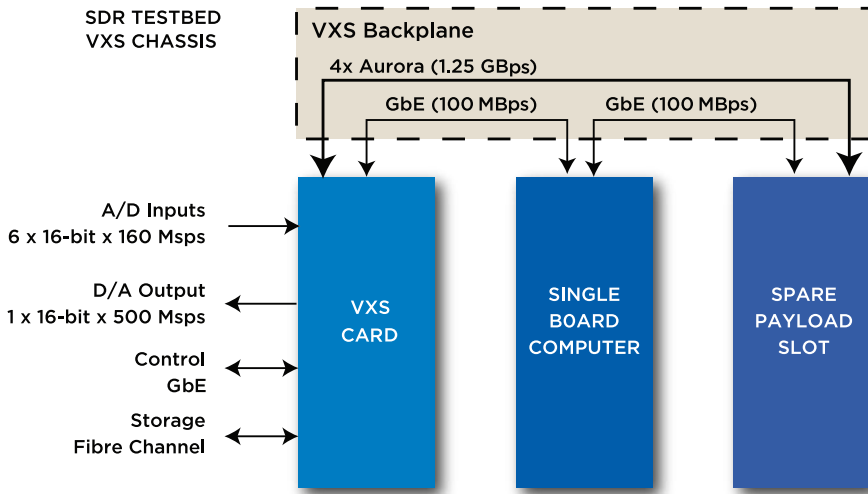 SDR TESTBED
VXS CHASSIS
VXS Backplane
4x Aurora (1.25 GBps)
GbE (100 MBps)
GbE (100 MBps)
A/D Inputs
6 x 16-bit x 160 Msps
D/A Output
1 x 16-bit x 500 Msps
Control
GbE
Storage
Fibre Channel
VXS
CARD
SINGLE
B0ARD
COMPUTER
SPARE
PAYLOAD
SLOT